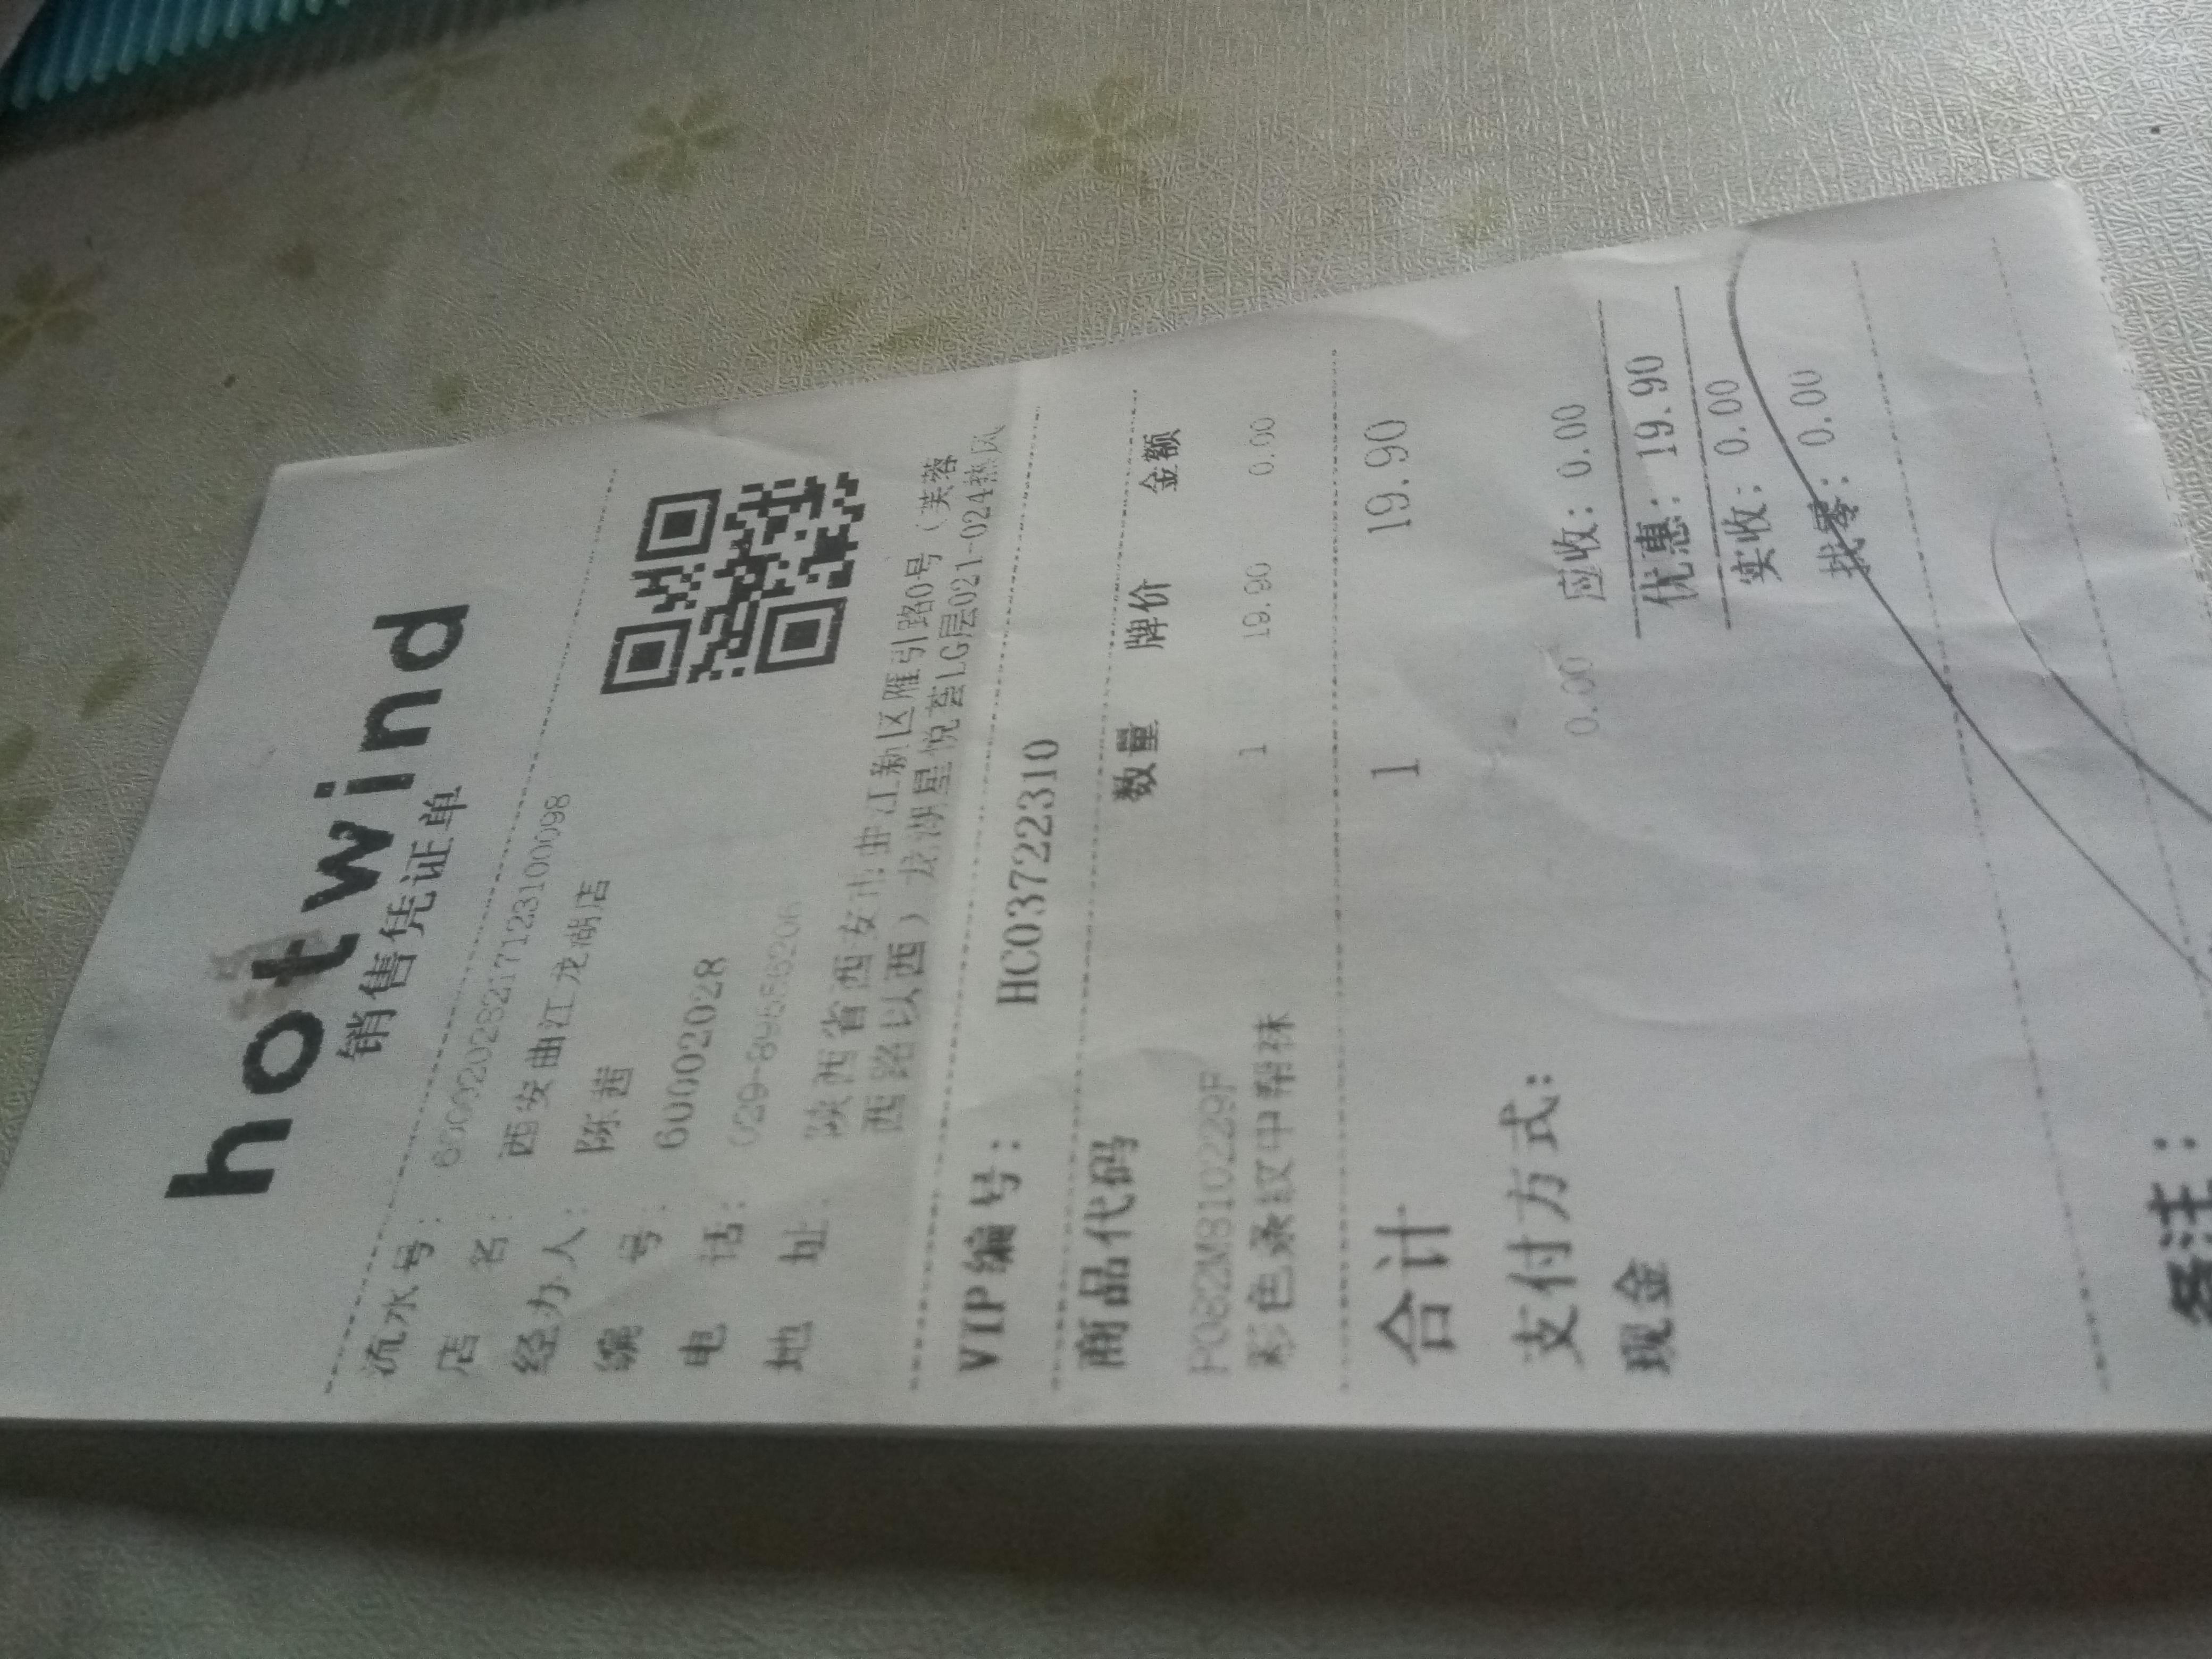 hotwind
销售凭证单
流水号: 60002028217123100098
店 名: 西安曲江龙湖店
经办人: 陈茜
编 号: 60002028
电 话:
地 址: 陕西省西安市曲江新区雁引路0号（芙蓉
西路以西）龙湖星悦荟LG层021-024热风
VIP编号: HC03722310
商品代码 数量 牌价 金额
P082M8102229F 1 19.90 0.00
彩色条纹中帮袜
合计 1 19.90
支付方式:
现金 0.00
应收: 0.00
优惠: 19.90
实收: 0.00
找零: 0.00
备注: